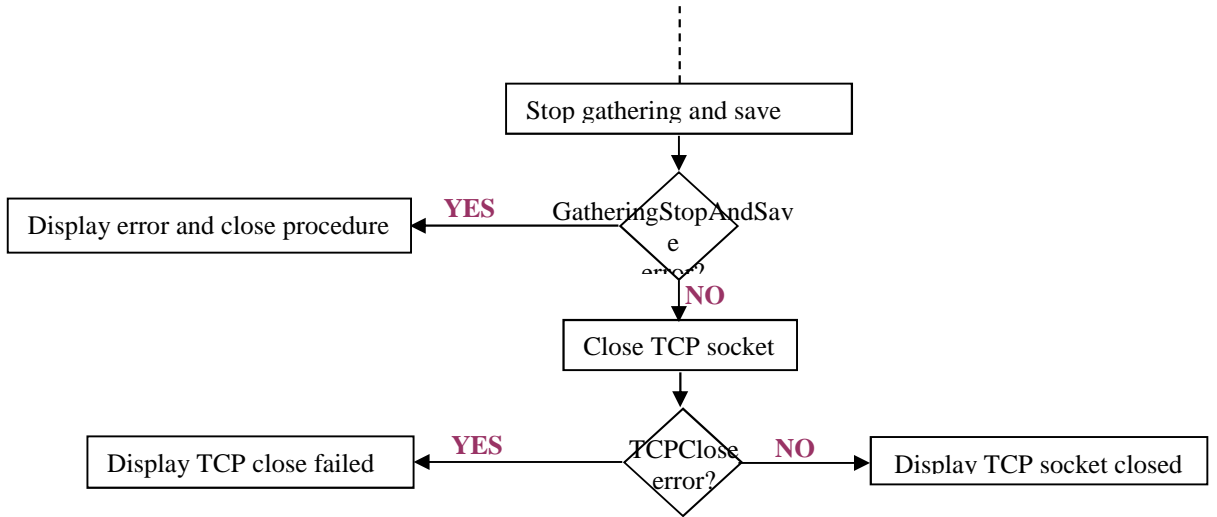 Stop gathering and save
YES
GatheringStopAndSav
e
error?
Display error and close procedure
NO
Close TCP socket
YES
TCPClose
error?
NO
Display TCP close failed
Display TCP socket closed